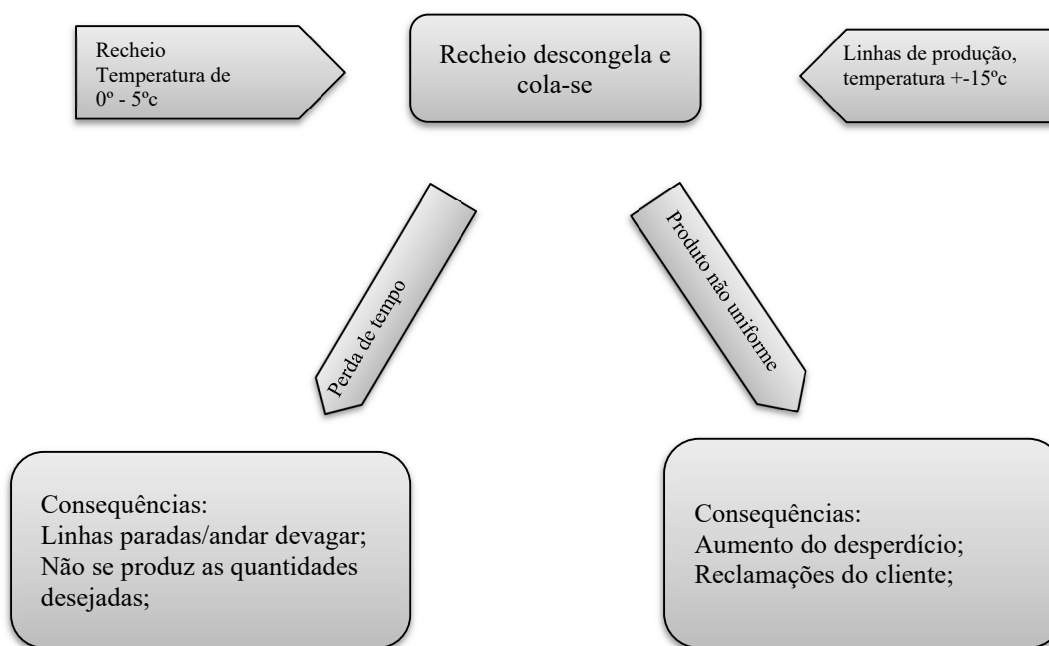 Recheio
Temperatura de
0º - 5ºc
Recheio descongela e
cola-se
Linhas de produção,
temperatura +-15ºc
Perda de tempo
Produto não uniforme
Consequências:
Linhas paradas/andar devagar;
Não se produz as quantidades
desejadas;
Consequências:
Aumento do desperdício;
Reclamações do cliente;